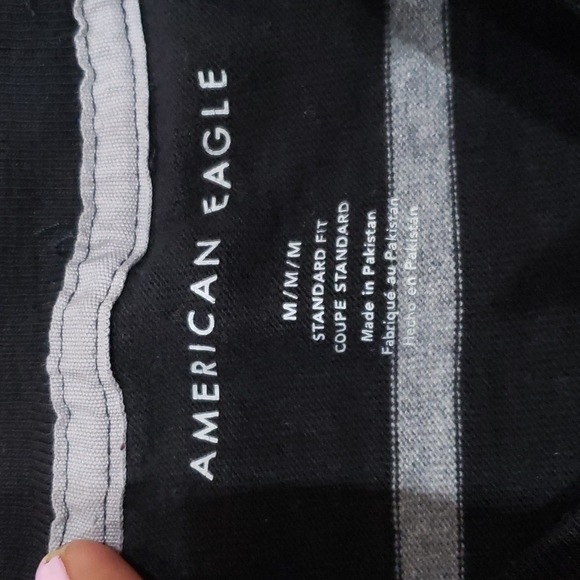 AMERICAN EAGLE
M/M/M
STANDARD FIT
COUPE STANDARD
Made in Pakistan
Fabriqué au Pakistan
Hecho en Pakistan